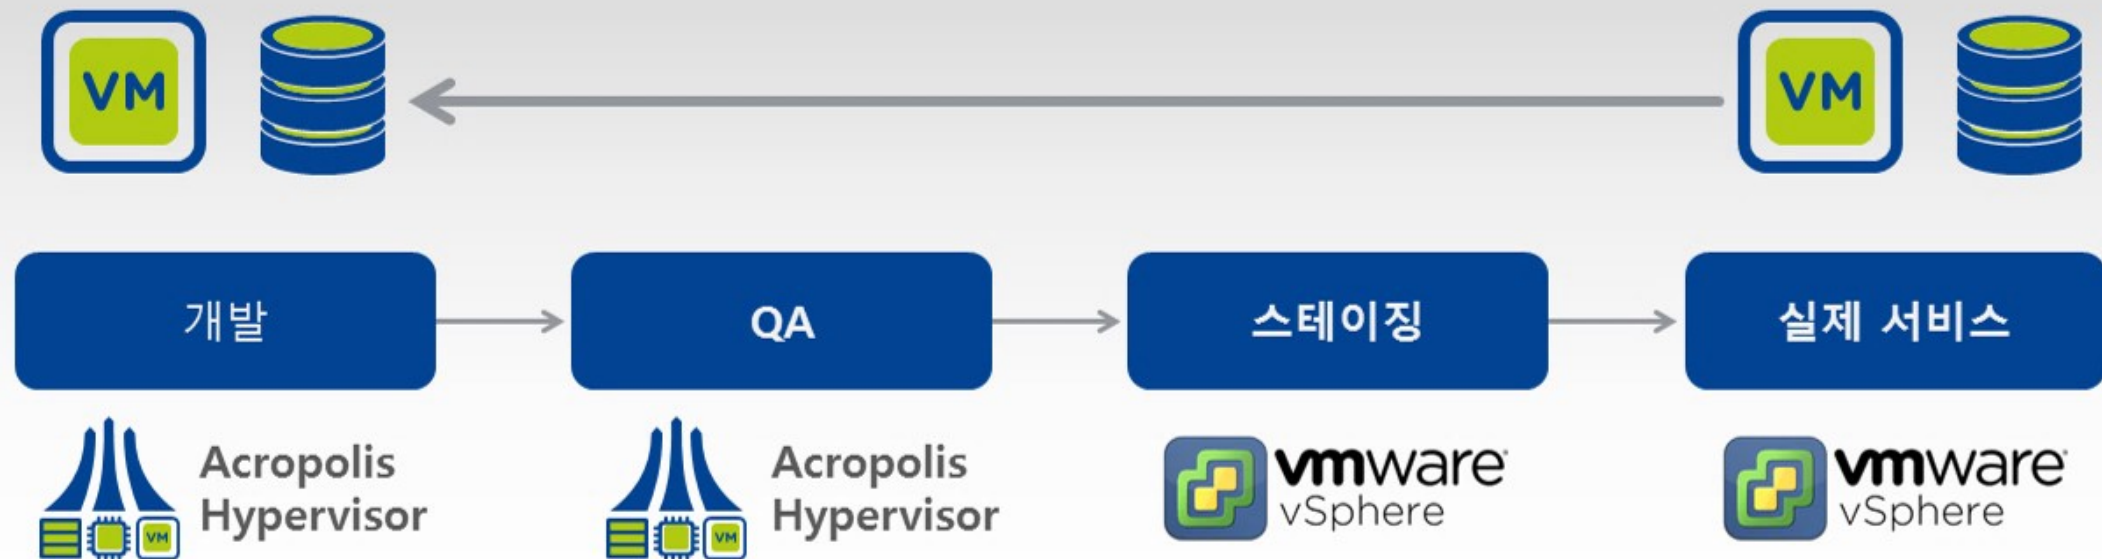 VM
VM
개발
QA
스테이징
실제 서비스
Acropolis
Hypervisor
VM
Acropolis
Hypervisor
VM
vmware
vSphere
vmware
vSphere